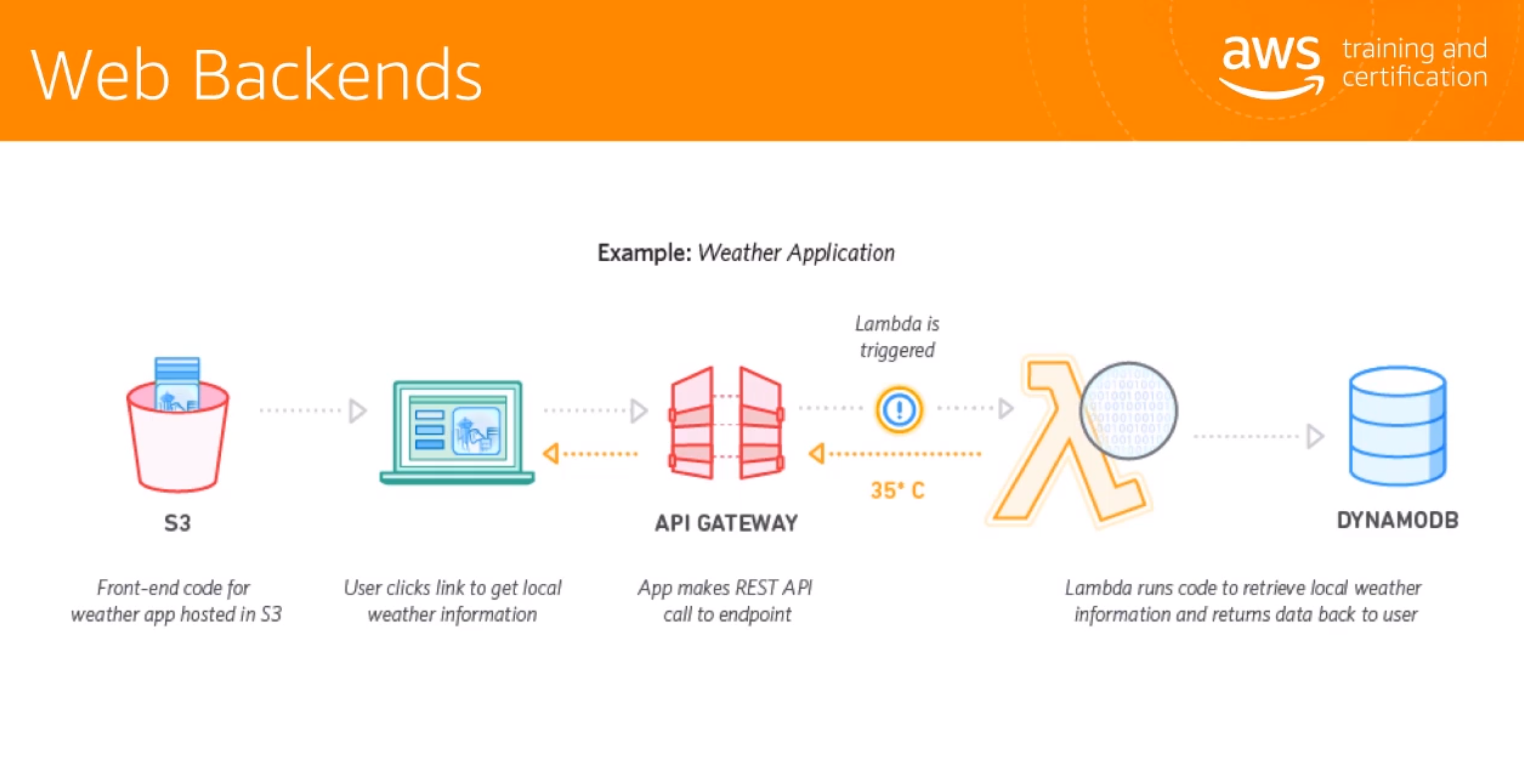 Web Backends
aws training and
certification
Example: Weather Application
Lambda is
triggered
35° C
S3
API GATEWAY
DYNAMODB
Front-end code for
weather app hosted in S3
User clicks link to get local
weather information
App makes REST API
call to endpoint
Lambda runs code to retrieve local weather
information and returns data back to user